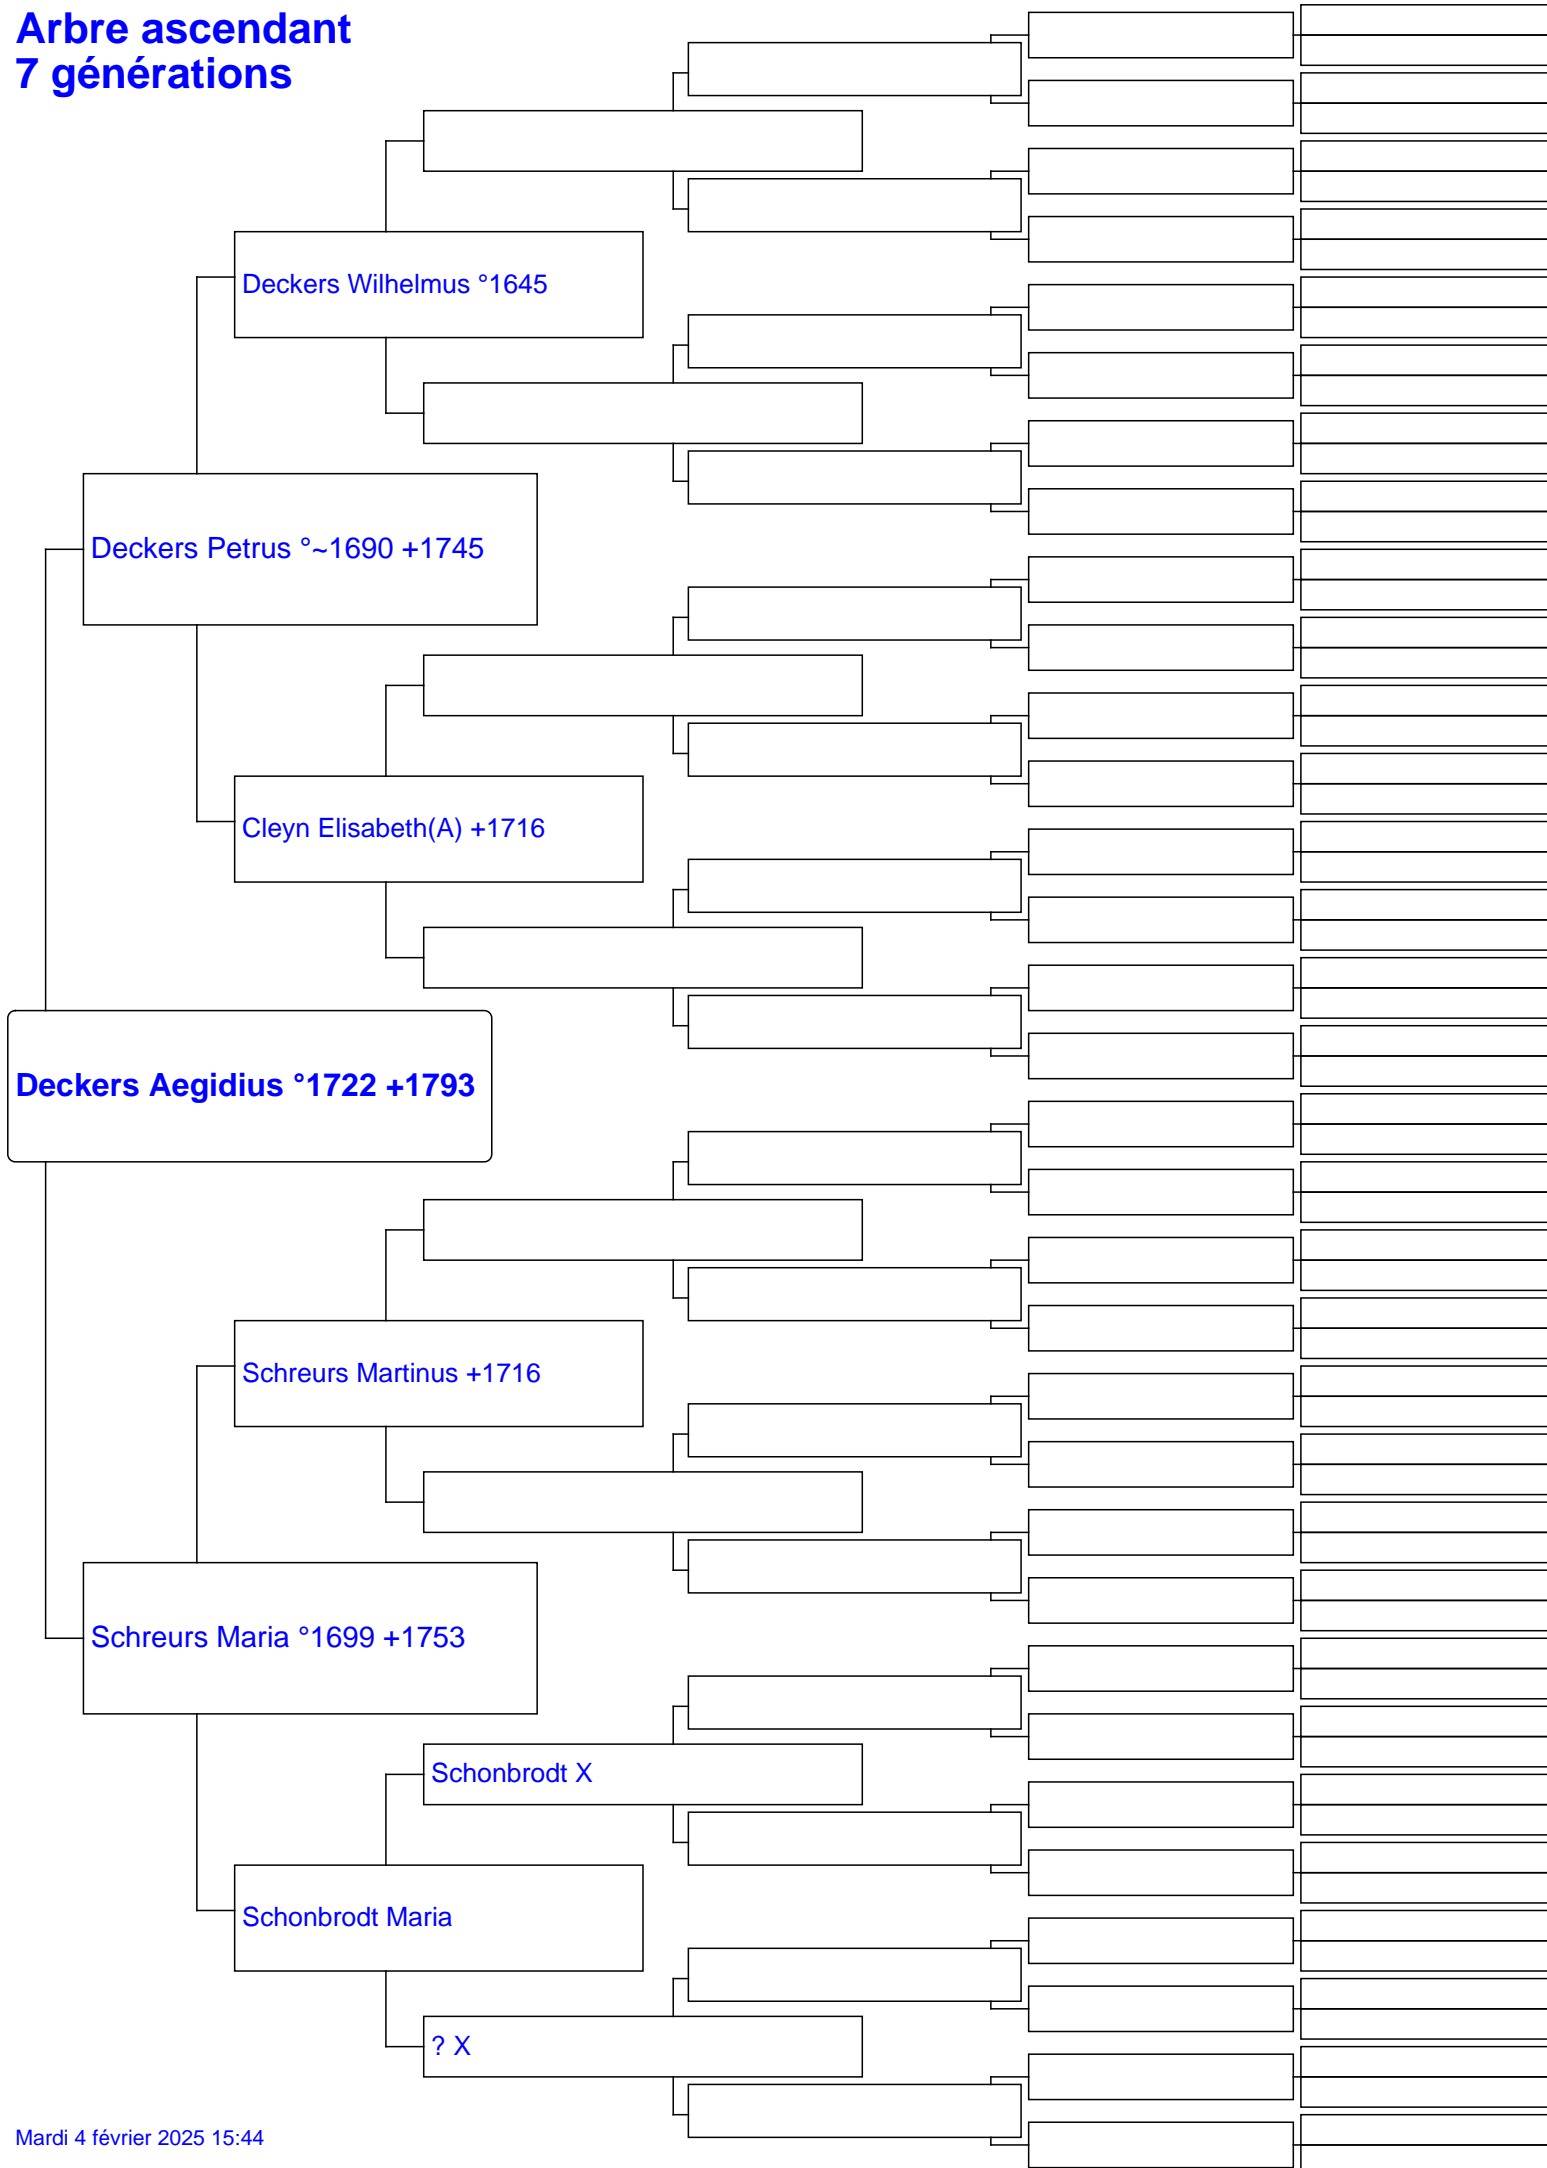 Arbre ascendant
7 générations
Deckers Wilhelmus °1645
Deckers Petrus °~1690 +1745
Cleyn Elisabeth(A) +1716
Deckers Aegidius °1722 +1793
Schreurs Martinus +1716
Schreurs Maria °1699 +1753
Schonbrodt X
Schonbrodt Maria
? X
Mardi 4 février 2025 15:44